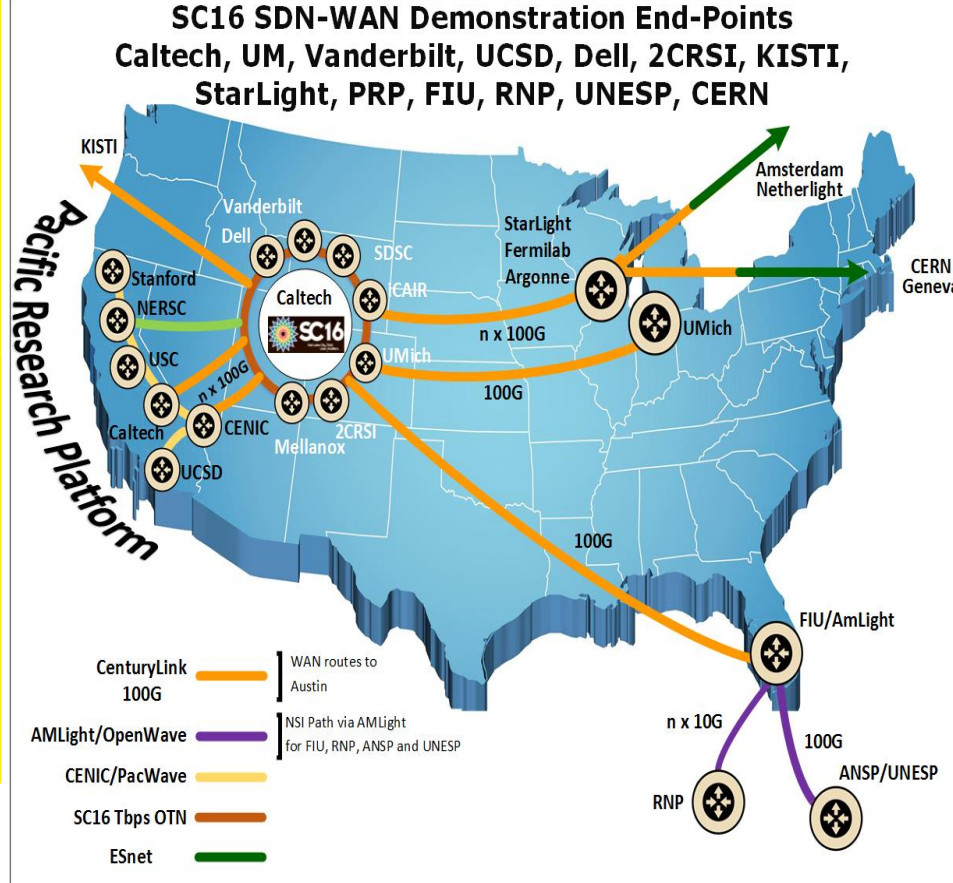 SC16 SDN-WAN Demonstration End-Points
Caltech, UM, Vanderbilt, UCSD, Dell, 2CRSI, KISTI,
StarLight, PRP, FIU, RNP, UNESP, CERN
KISTI
Pacific Research Platform
Vanderbilt
Dell
SDSC
iCAIR
Caltech
SC16
UMich
2CRSI
Mellanox
Stanford
NERSC
USC
Caltech
CENIC
UCSD
n x 100G
StarLight
Fermilab
Argonne
UMich
n x 100G
100G
Amsterdam
Netherlight
CERN
Geneva
100G
FIU/AmLight
n x 10G
100G
RNP
ANSP/UNESP
CenturyLink
100G
WAN routes to
Austin
AMLight/OpenWave
NSI Path via AMLight
for FIU, RNP, ANSP and UNESP
CENIC/PacWave
SC16 Tbps OTN
ESnet